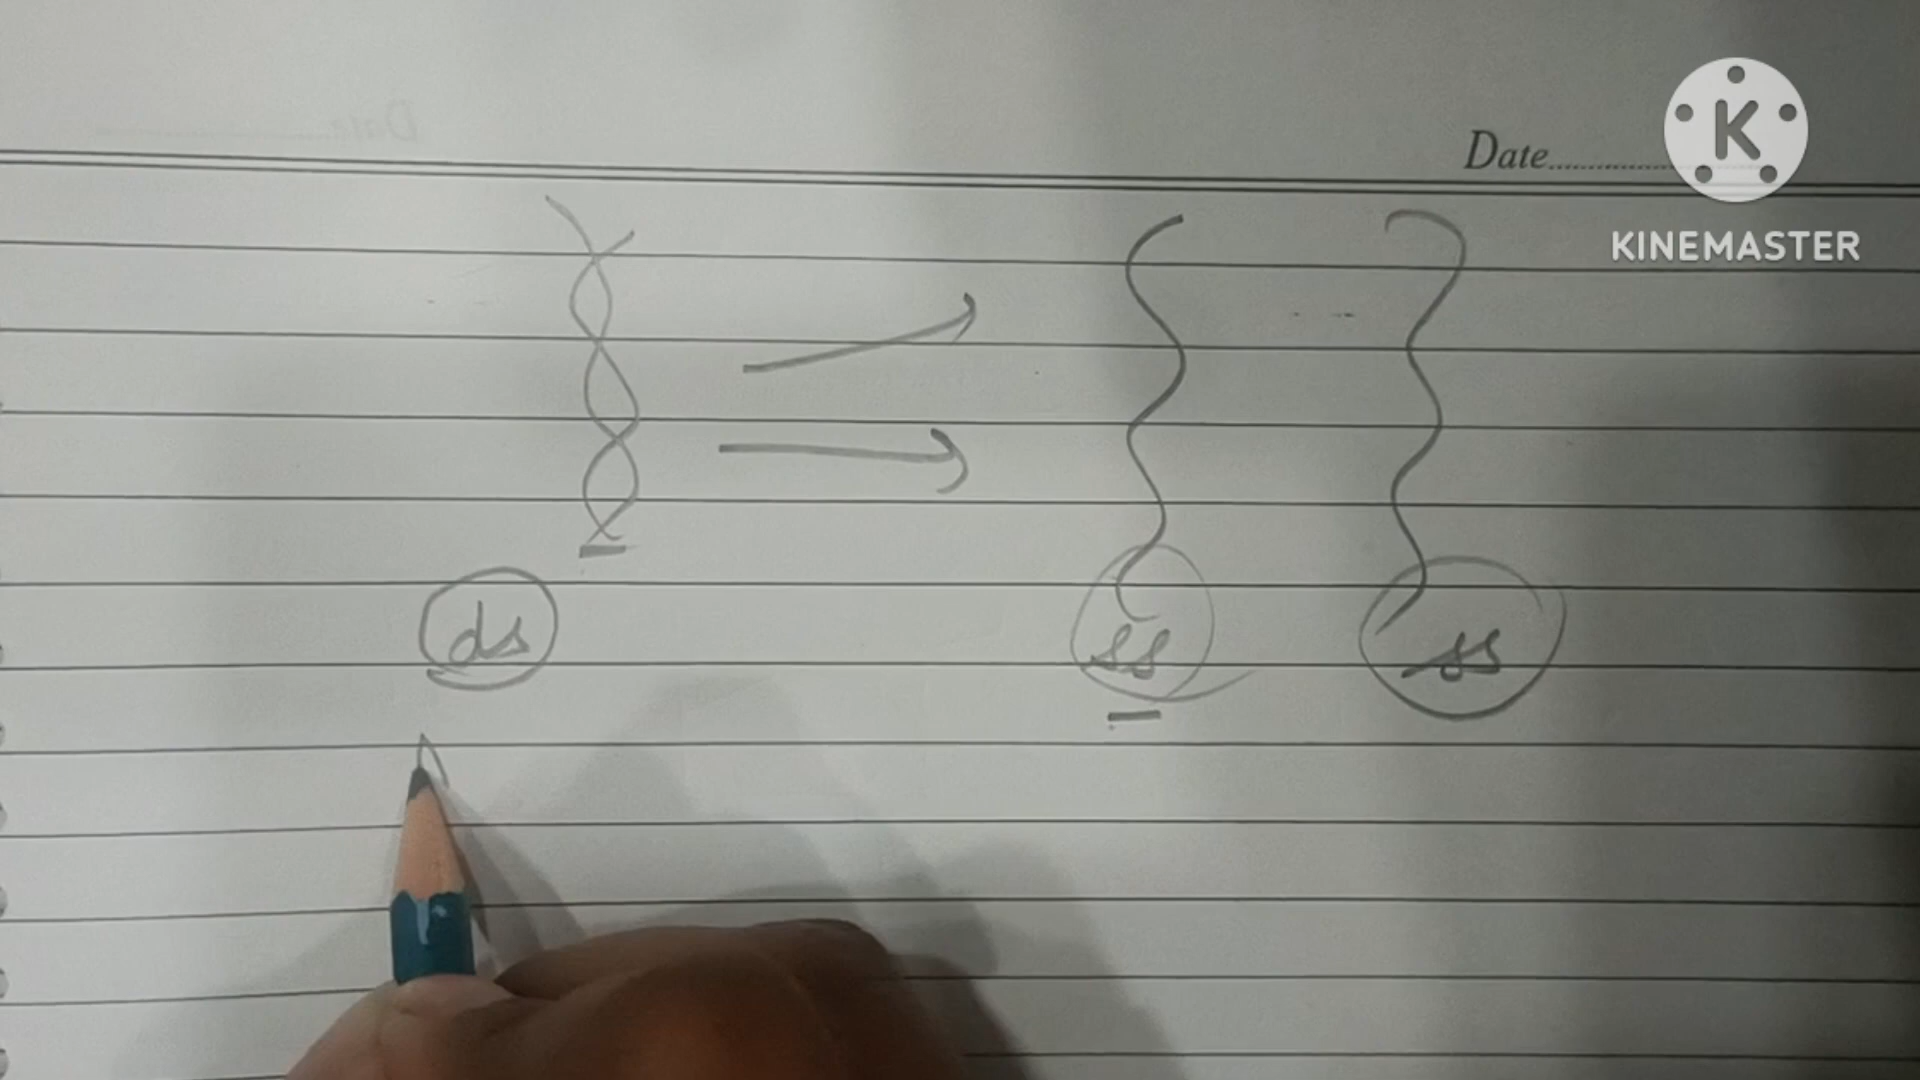 Date..............
KINEMASTER
ds
ss
ss